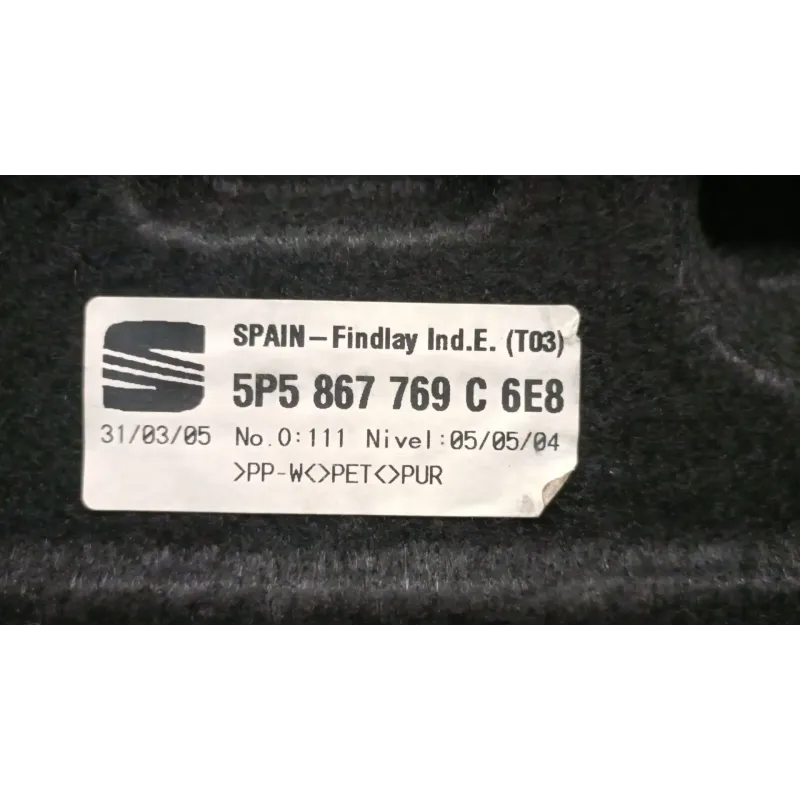 SPAIN-Findlay Ind.E. (T03)
5P5 867 769 C 6E8
31/03/05 No.O:111 Nivel:05/05/04
>PP-W<>PET<>PUR